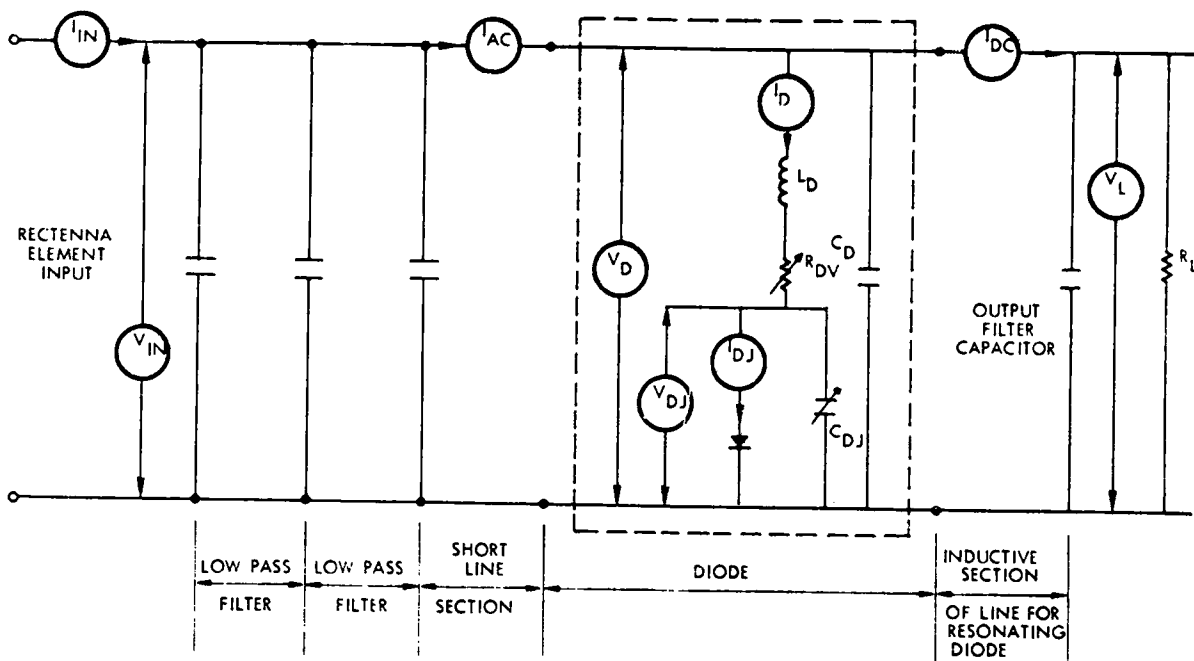 I_IN
I_AC
I_DC
I_D
L_D
V_L
RECTENNA
ELEMENT
INPUT
V_D
R_DV
C_D
R_L
V_IN
OUTPUT
FILTER
CAPACITOR
I_DJ
V_DJ
C_DJ
LOW PASS
FILTER
LOW PASS
FILTER
SHORT
LINE
SECTION
DIODE
INDUCTIVE
SECTION
OF LINE FOR
RESONATING
DIODE